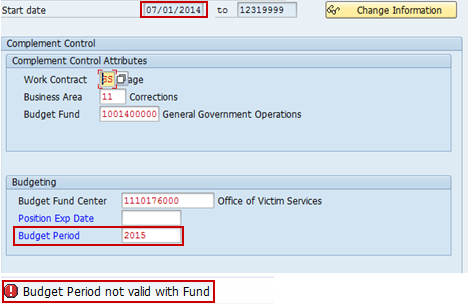 Start date 07/01/2014 to 12319999 Change Information
Complement Control
Complement Control Attributes
Work Contract SS age
Business Area 11 Corrections
Budget Fund 1001400000 General Government Operations
Budgeting
Budget Fund Center 1110176000 Office of Victim Services
Position Exp Date
Budget Period 2015
Budget Period not valid with Fund